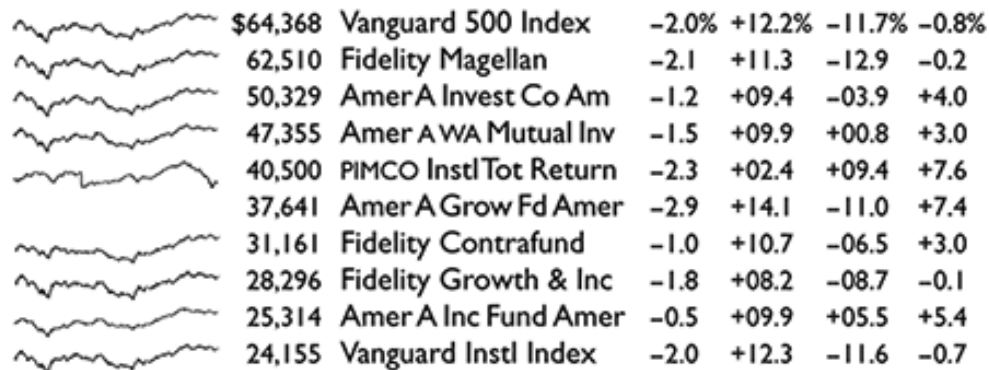 $64,368 Vanguard 500 Index −2.0% +12.2% −11.7% −0.8%
62,510 Fidelity Magellan −2.1 +11.3 −12.9 −0.2
50,329 Amer A Invest Co Am −1.2 +09.4 −03.9 +4.0
47,355 Amer A WA Mutual Inv −1.5 +09.9 +00.8 +3.0
40,500 PIMCO Instl Tot Return −2.3 +02.4 +09.4 +7.6
37,641 Amer A Grow Fd Amer −2.9 +14.1 −11.0 +7.4
31,161 Fidelity Contrafund −1.0 +10.7 −06.5 +3.0
28,296 Fidelity Growth & Inc −1.8 +08.2 −08.7 −0.1
25,314 Amer A Inc Fund Amer −0.5 +09.9 +05.5 +5.4
24,155 Vanguard Instl Index −2.0 +12.3 −11.6 −0.7